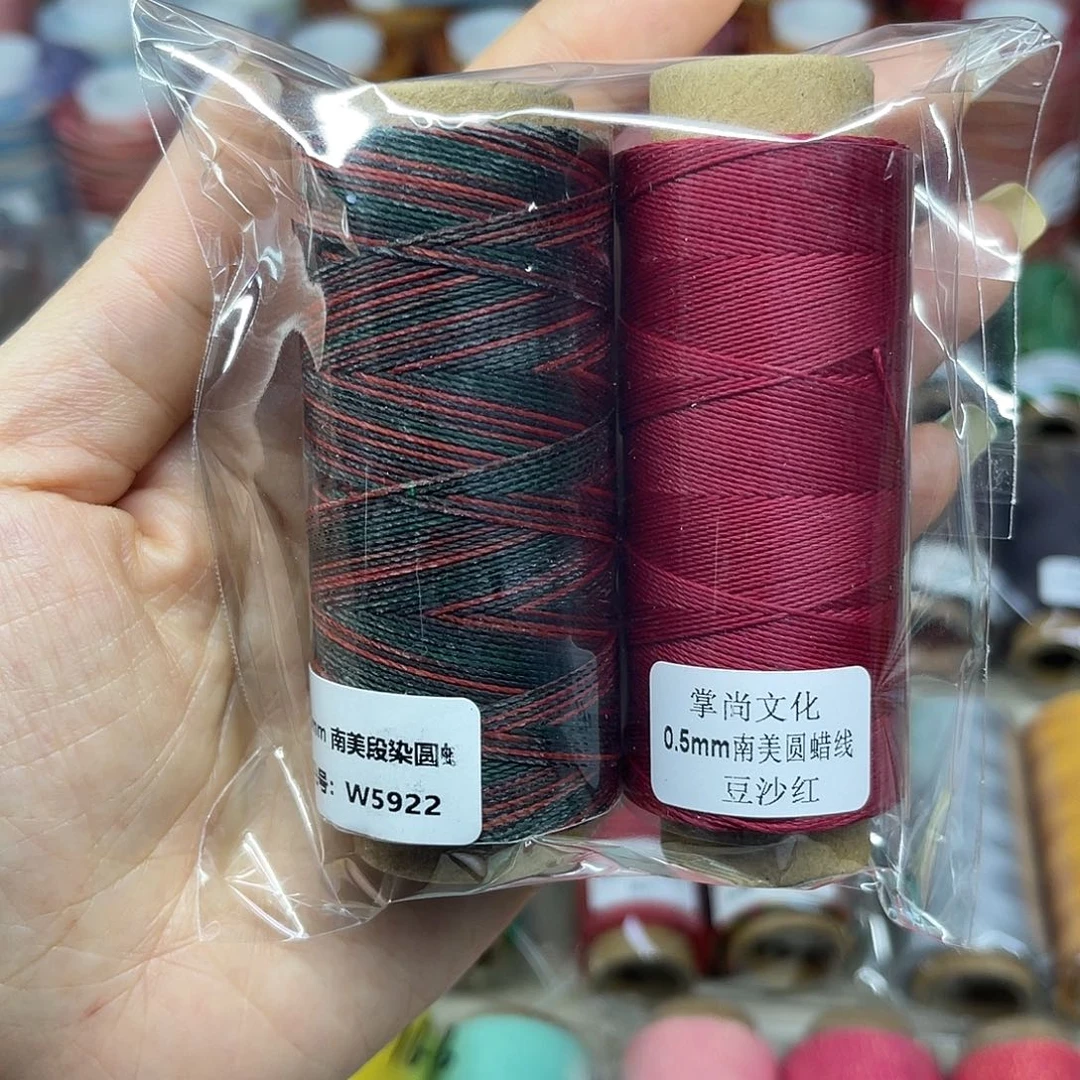 mm 南美段染圆
号: W5922
掌尚文化
0.5mm南美圆蜡线
豆沙红